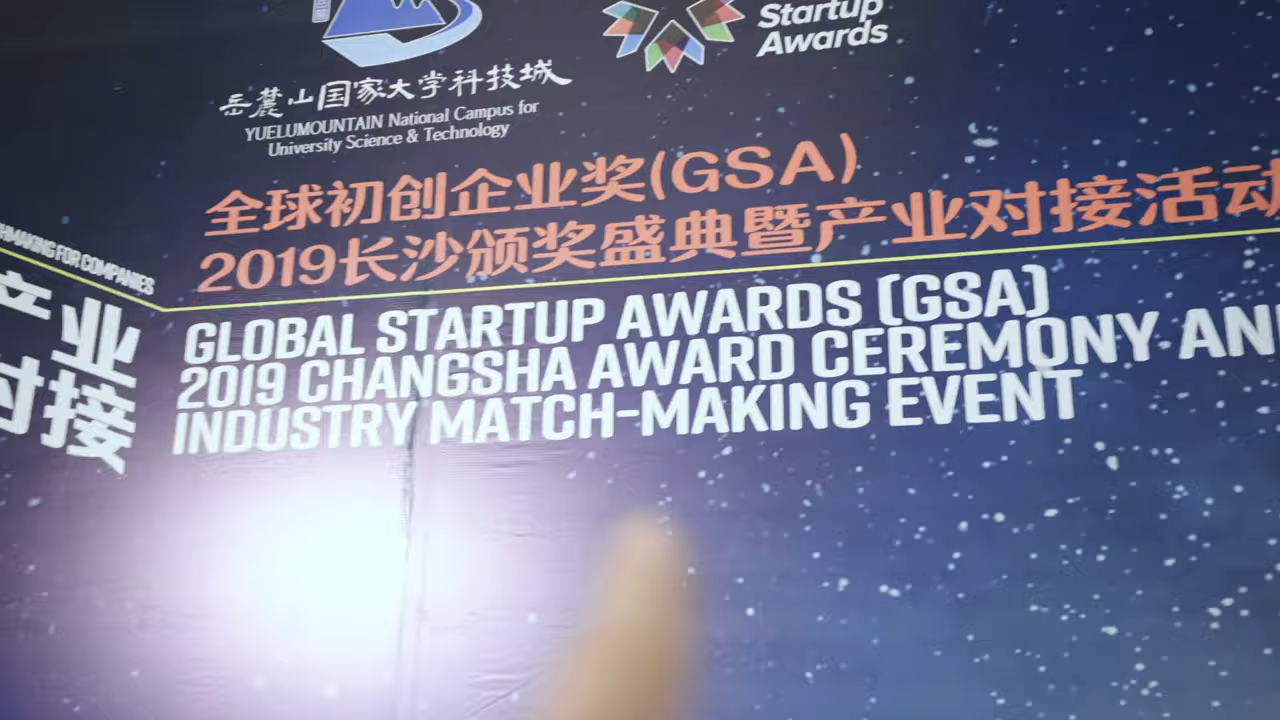 Startup
Awards
岳麓山国家大学科技城
YUELUMOUNTAIN National Campus for
University Science & Technology
全球初创企业奖(GSA)
2019长沙颁奖盛典暨产业对接活动
GLOBAL STARTUP AWARDS (GSA)
2019 CHANGSHA AWARD CEREMONY AN
INDUSTRY MATCH-MAKING EVENT
FOR COMPANIES
产业
对接